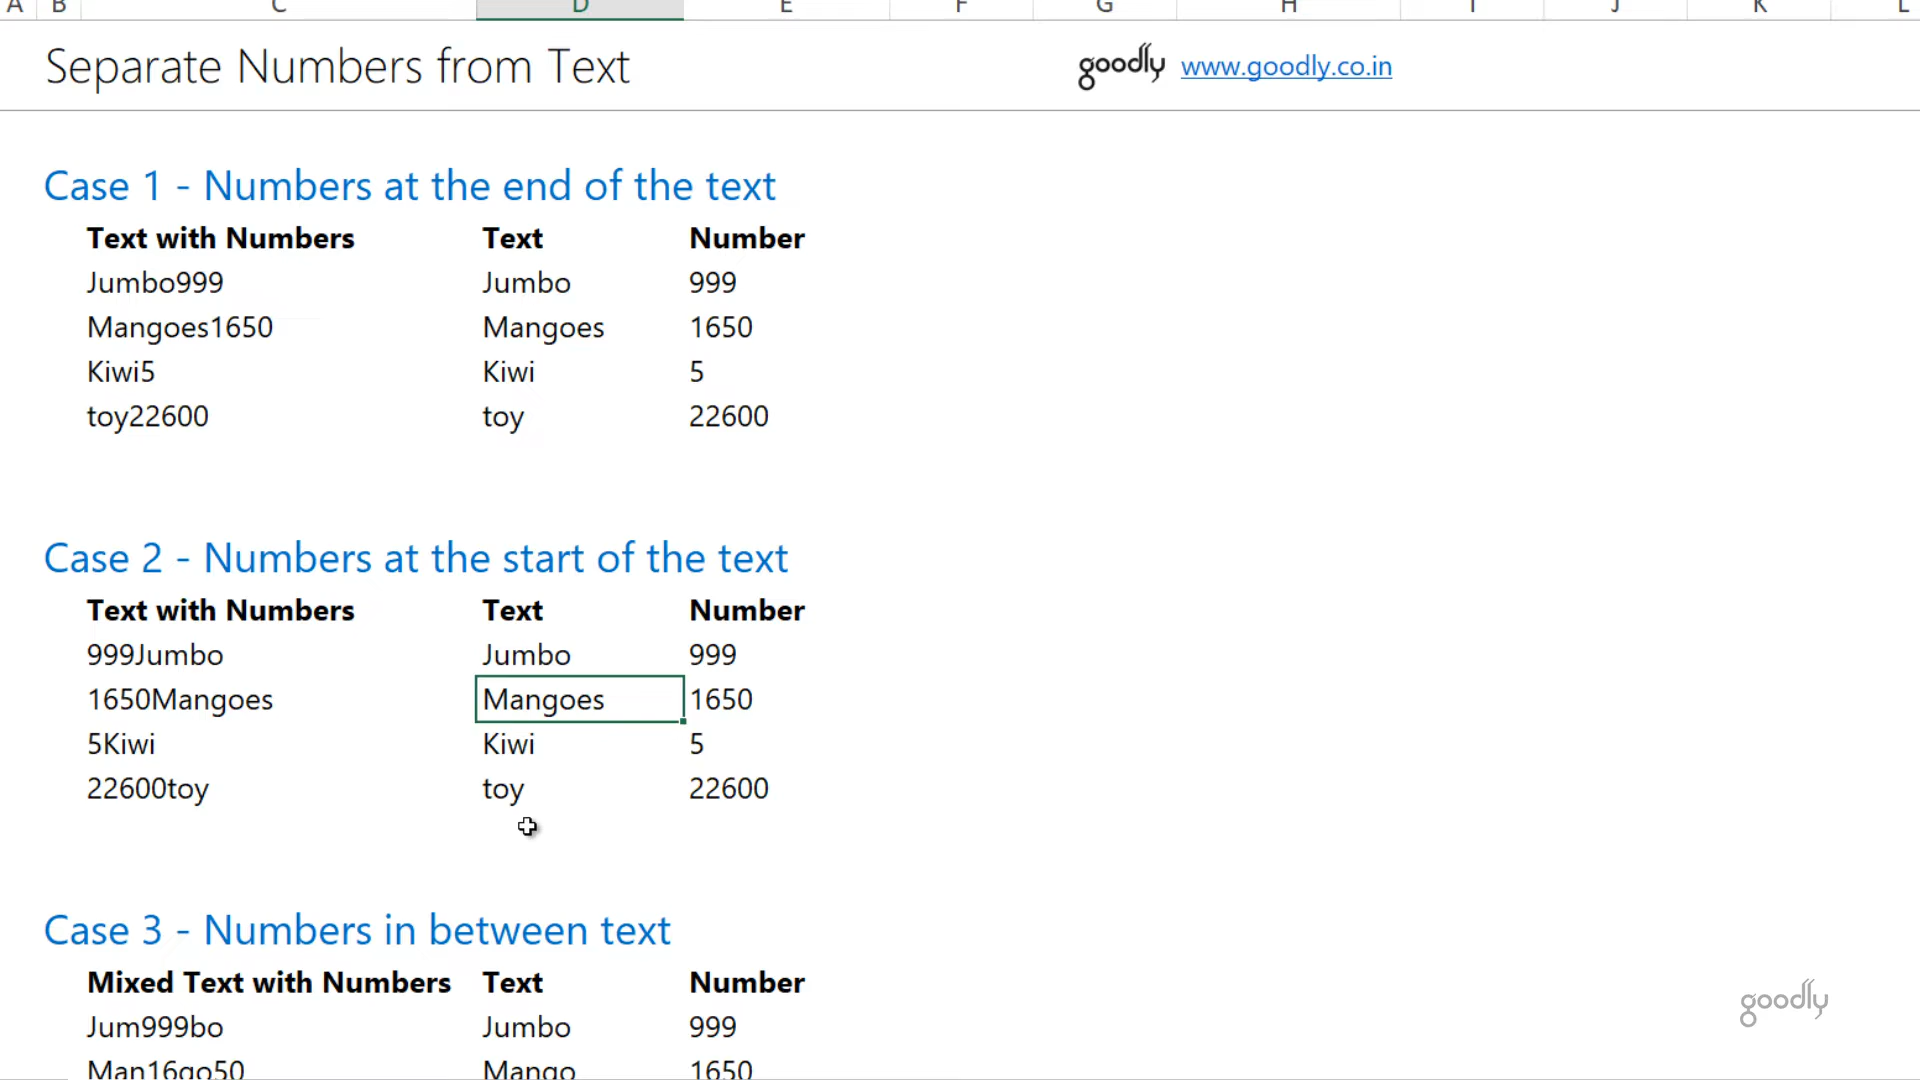 A B C D E F G H I J K L
Separate Numbers from Text goodly www.goodly.co.in
Case 1 - Numbers at the end of the text
Text with Numbers Text Number
Jumbo999 Jumbo 999
Mangoes1650 Mangoes 1650
Kiwi5 Kiwi 5
toy22600 toy 22600
Case 2 - Numbers at the start of the text
Text with Numbers Text Number
999Jumbo Jumbo 999
1650Mangoes Mangoes 1650
5Kiwi Kiwi 5
22600toy toy 22600
Case 3 - Numbers in between text
Mixed Text with Numbers Text Number
Jum999bo Jumbo 999
Man16go50 Mango 1650
goodly